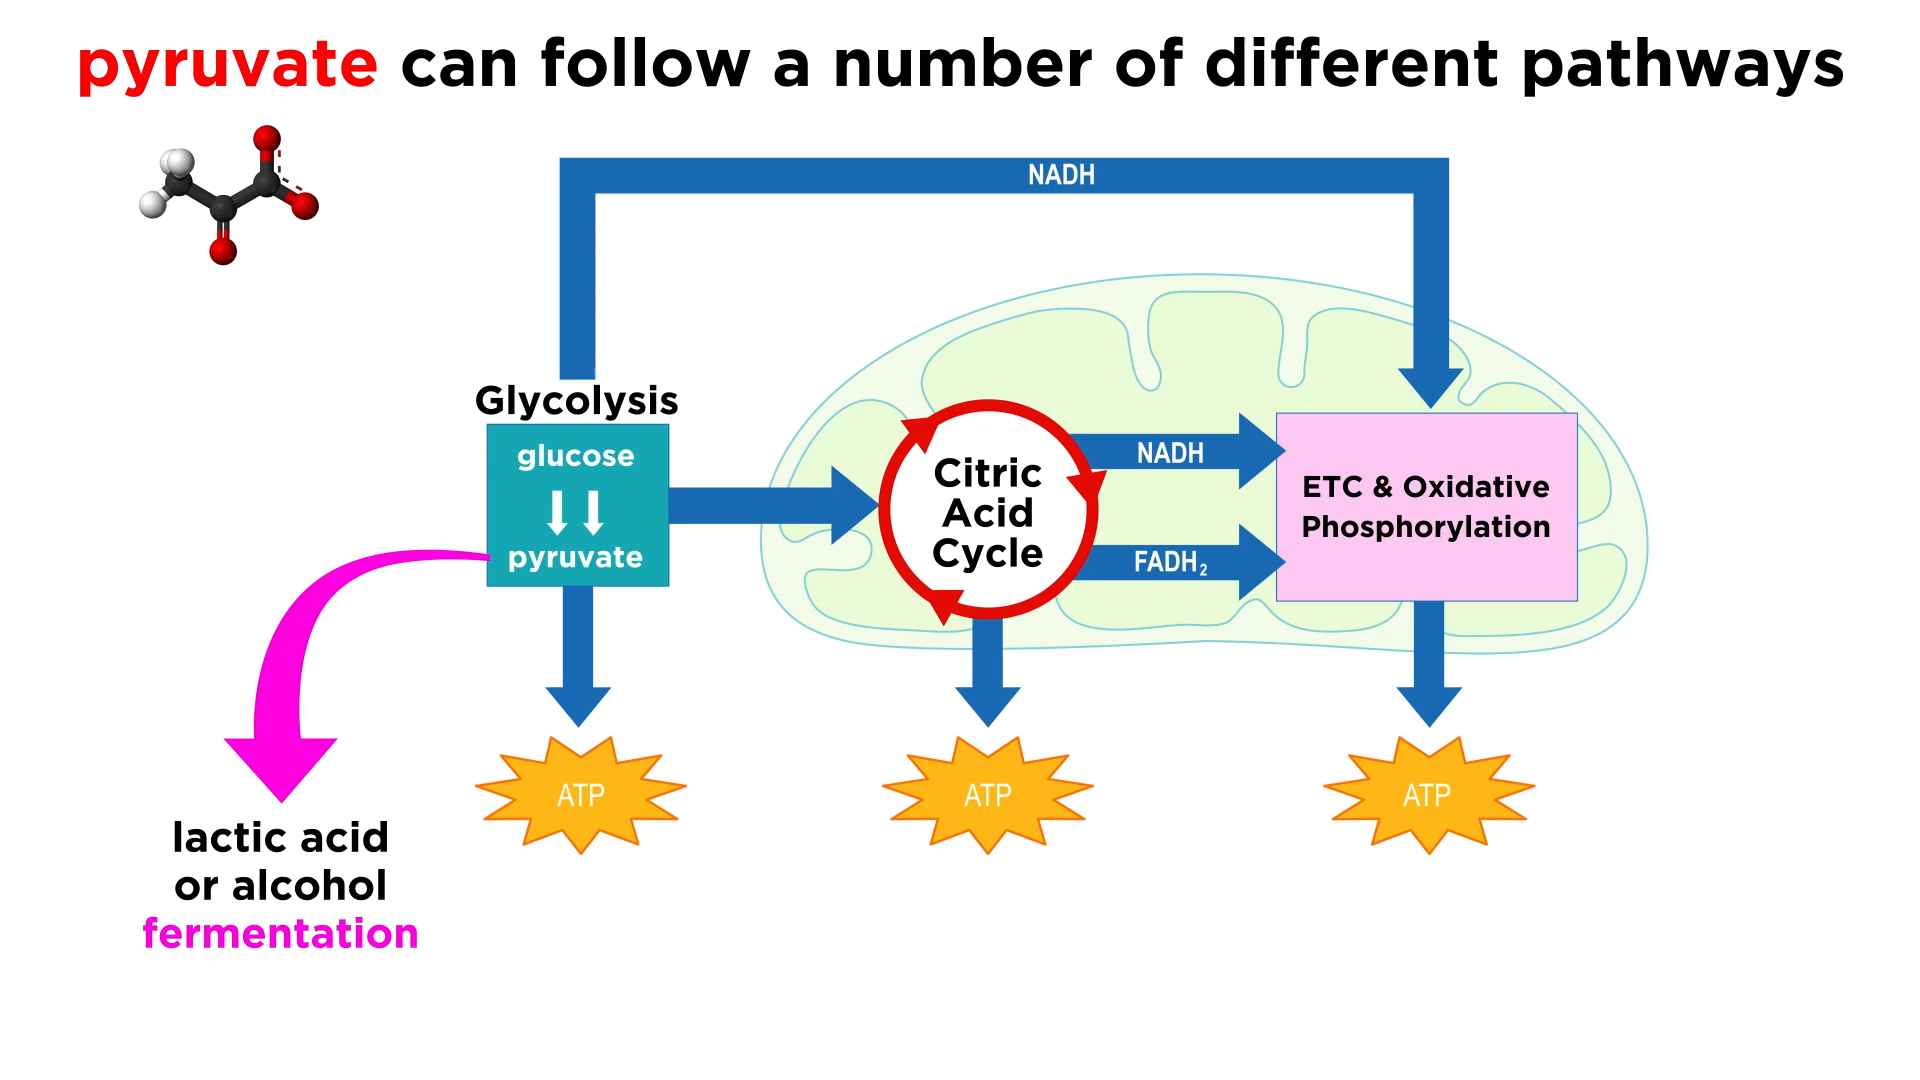 pyruvate can follow a number of different pathways
NADH
Glycolysis
glucose
pyruvate
Citric
Acid
Cycle
NADH
FADH₂
ETC & Oxidative
Phosphorylation
ATP
ATP
ATP
lactic acid
or alcohol
fermentation